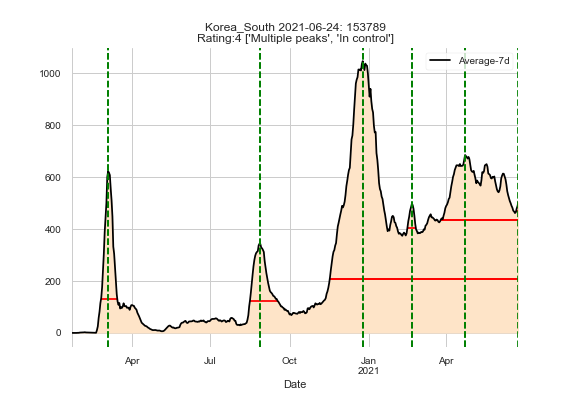 Korea_South 2021-06-24: 153789
Rating:4 ['Multiple peaks', 'In control']
Average-7d
1000
800
600
400
200
0
Apr
Jul
Oct
Jan
2021
Apr
Date